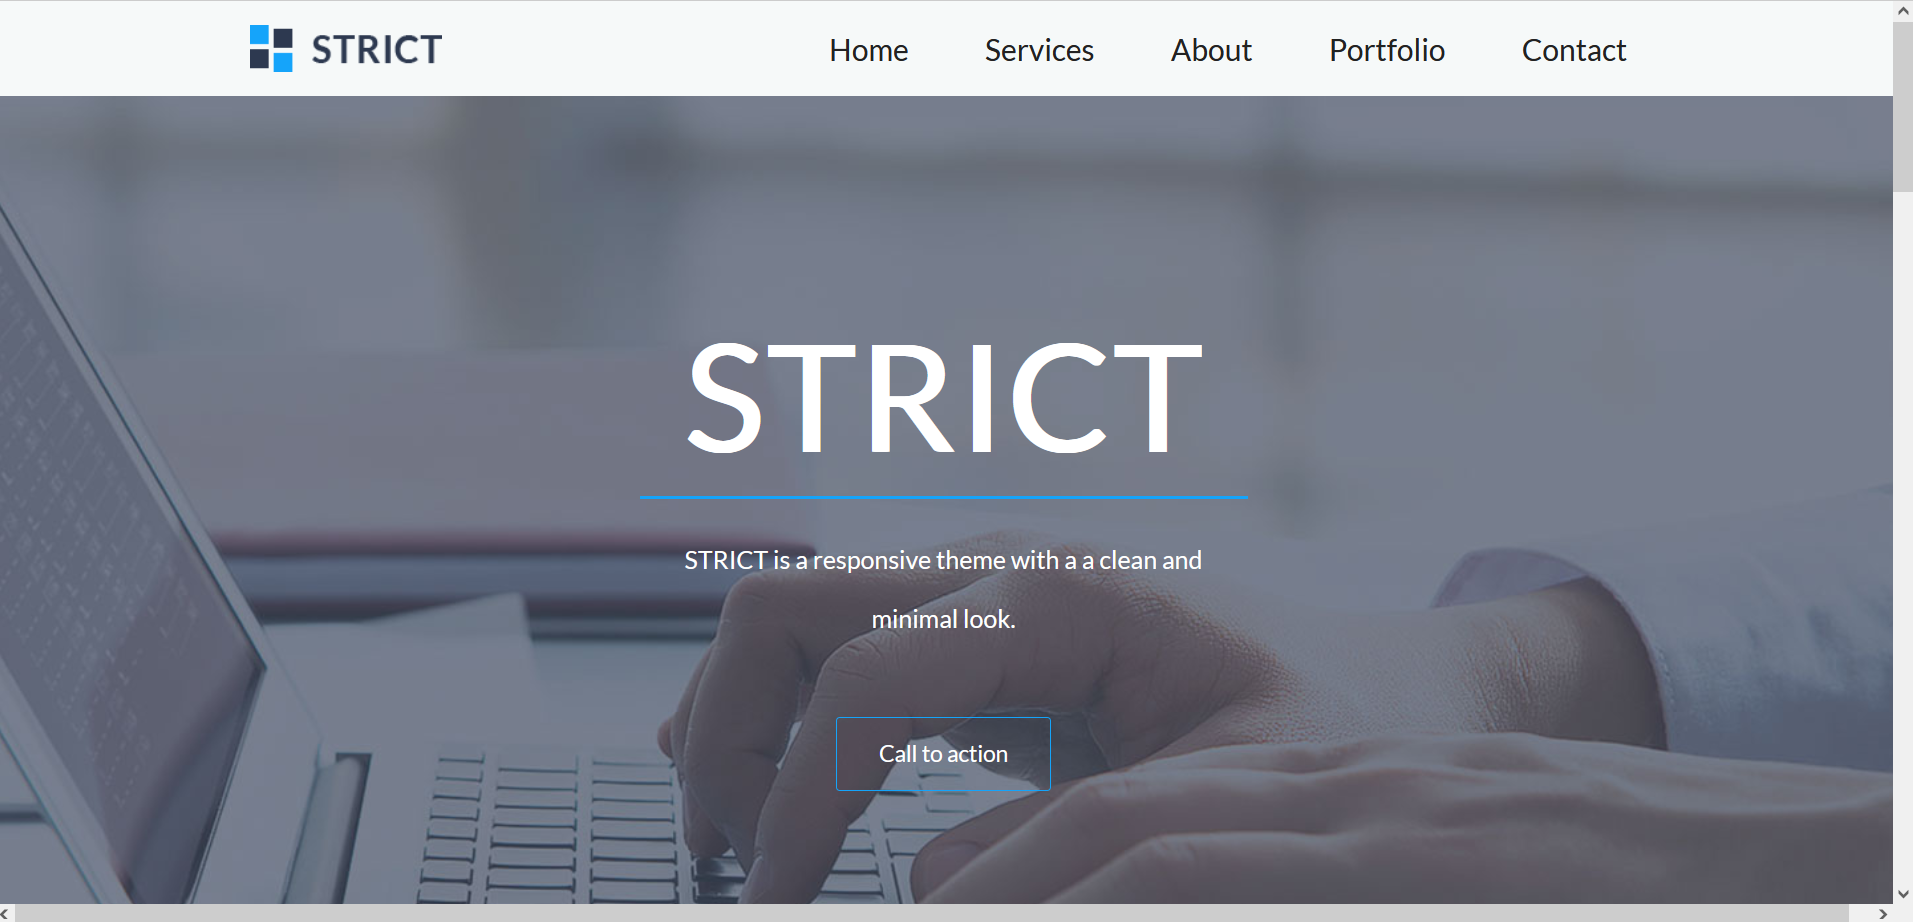 STRICT
Home Services About Portfolio Contact
STRICT
STRICT is a responsive theme with a a clean and
minimal look.
Call to action